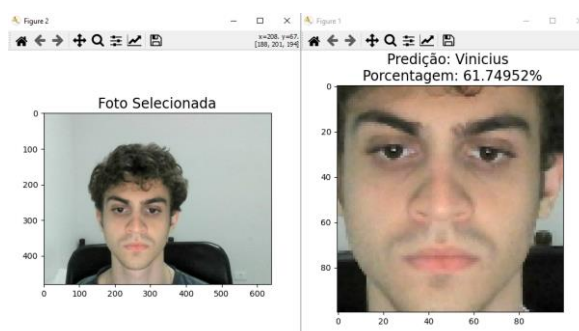 Figure 2
x=208. y=67.
[188, 201, 194]
Foto Selecionada
0
100
200
300
400
0 100 200 300 400 500 600
Figure 1
Predição: Vinicius
Porcentagem: 61.74952%
0
20
40
60
80
0 20 40 60 80